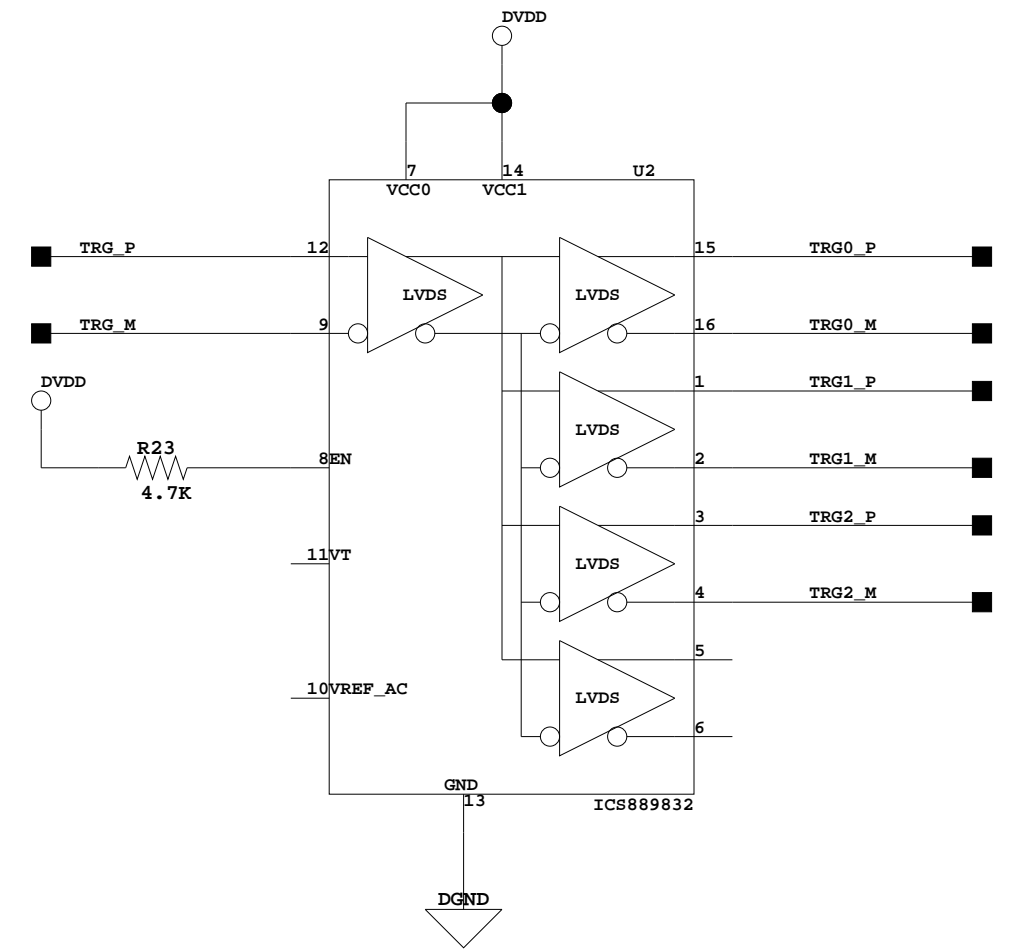 DVDD
7 14 U2
VCC0 VCC1
TRG_P 12 15 TRG0_P
LVDS LVDS
TRG_M 9 16 TRG0_M
DVDD 1 TRG1_P
LVDS
R23 8EN 2 TRG1_M
4.7K
3 TRG2_P
11VT LVDS
4 TRG2_M
5
10VREF_AC LVDS
6
GND
13 ICS889832
DGND